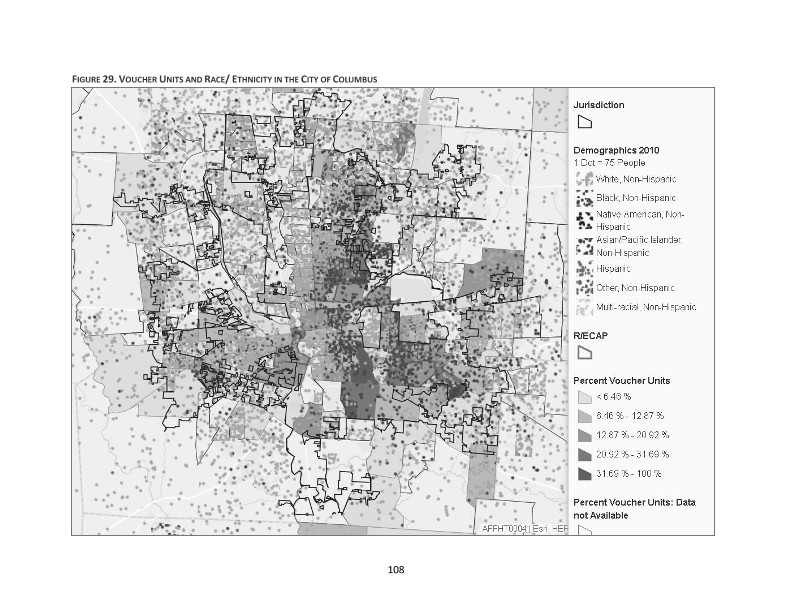 FIGURE 29. VOUCHER UNITS AND RACE/ ETHNICITY IN THE CITY OF COLUMBUS
Jurisdiction
Demographics 2010
1 Dot = 75 People
White, Non-Hispanic
Black, Non-Hispanic
Native American, Non-
Hispanic
Asian/Pacific Islander,
Non-Hispanic
Hispanic
Other, Non-Hispanic
Multi-racial, Non-Hispanic
R/ECAP
Percent Voucher Units
< 6.46 %
6.46 % - 12.87 %
12.87 % - 20.92 %
20.92 % - 31.69 %
31.69 % - 100 %
Percent Voucher Units: Data
not Available
AFFHT0004 | Esri, HER
108